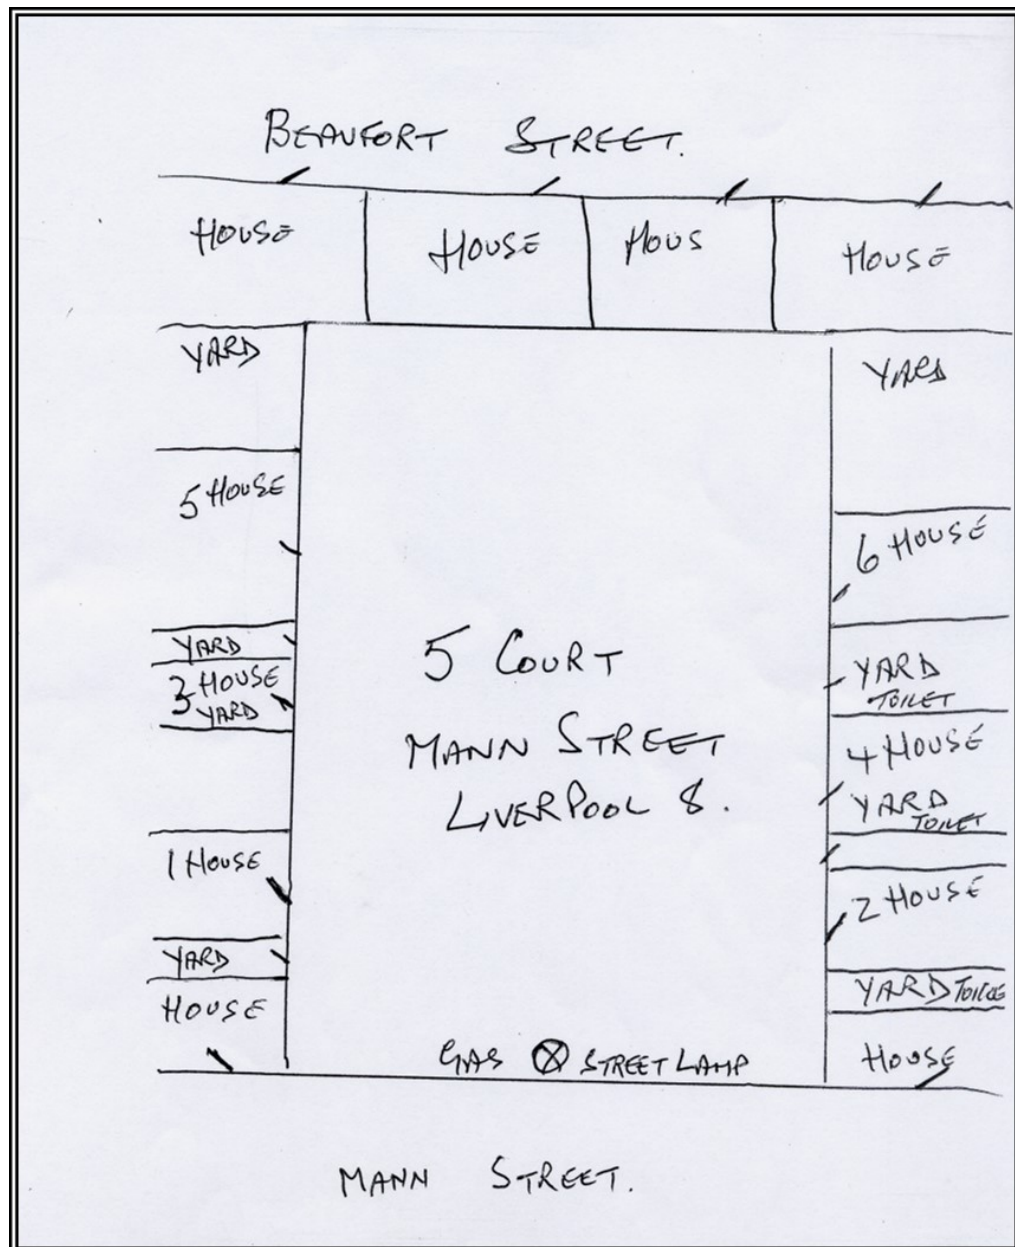 BEAUFORT STREET.
HOUSE HOUSE HOUS HOUSE
YARD YARD
5 HOUSE
6 HOUSE
YARD
3 HOUSE
YARD
5 COURT
MANN STREET
LIVERPOOL 8.
YARD
TOILET
4 HOUSE
YARD
TOILET
1 HOUSE
2 HOUSE
YARD
YARD TOILET
HOUSE
GAS STREET LAMP
HOUSE
MANN STREET.